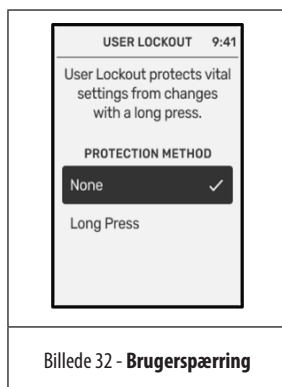 USER LOCKOUT 9:41
User Lockout protects vital
settings from changes
with a long press.
PROTECTION METHOD
None
Long Press
Billede 32 - Brugerspærring